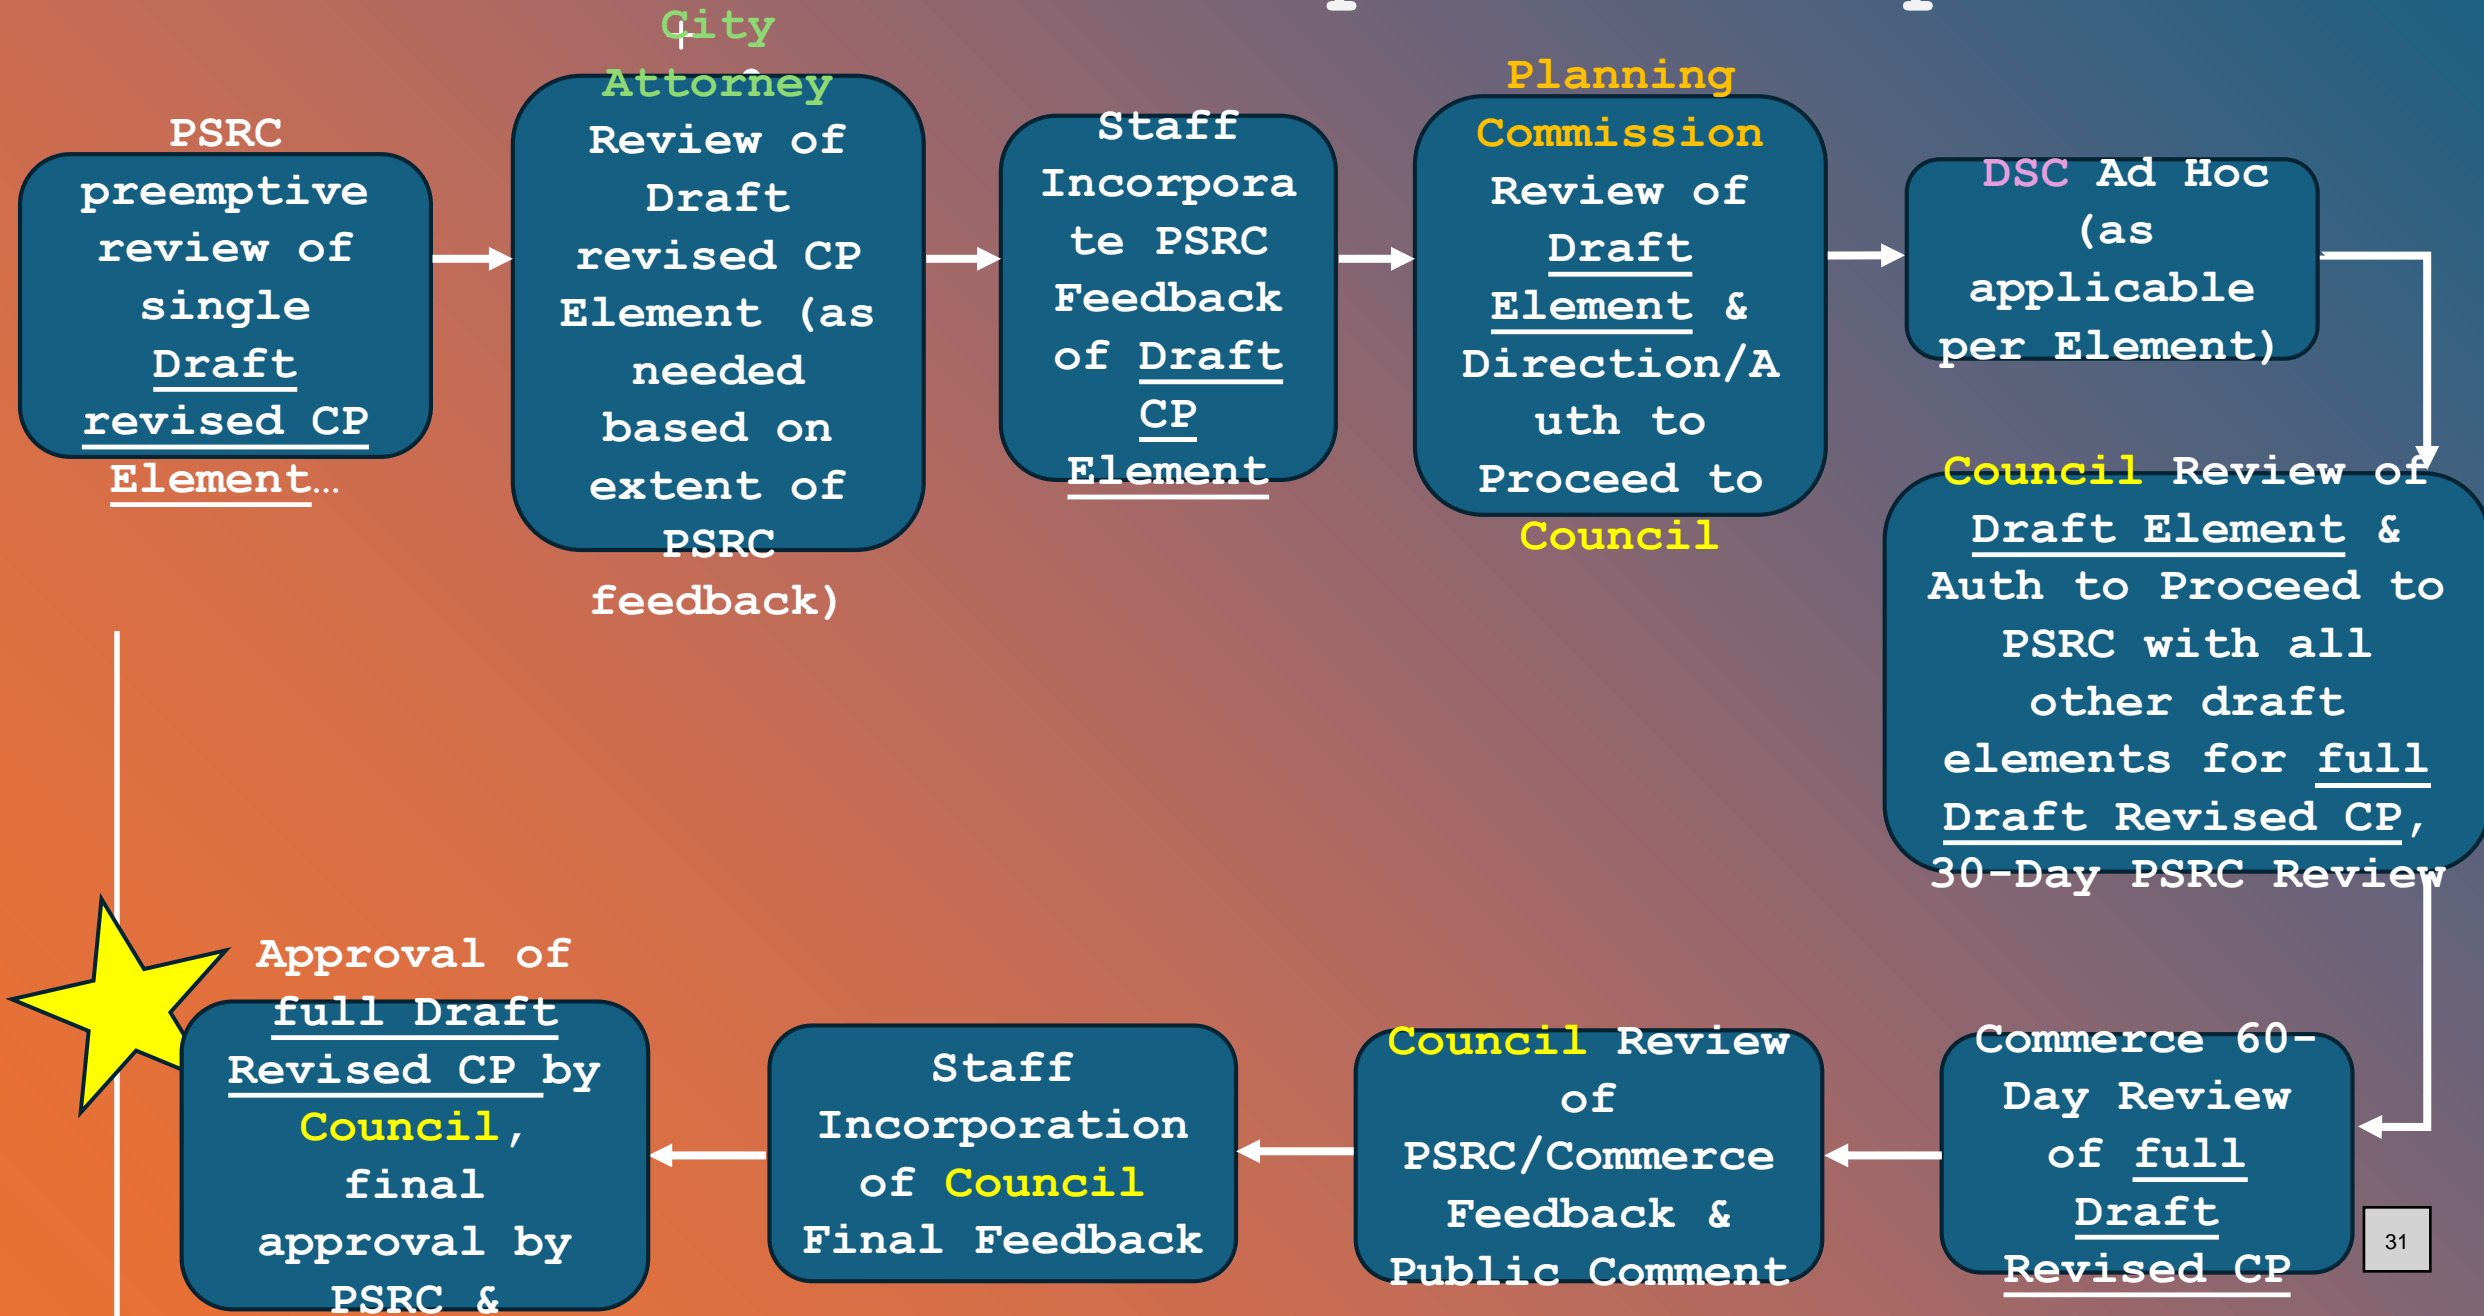 PSRC
preemptive
review of
single
Draft
revised CP
Element…
City
Attorney
Review of
Draft
revised CP
Element (as
needed
based on
extent of
PSRC
feedback)
Staff
Incorpora
te PSRC
Feedback
of Draft
CP
Element
Planning
Commission
Review of
Draft
Element &
Direction/A
uth to
Proceed to
Council
DSC Ad Hoc
(as
applicable
per Element)
Council Review of
Draft Element &
Auth to Proceed to
PSRC with all
other draft
elements for full
Draft Revised CP,
30-Day PSRC Review
Commerce 60-
Day Review
of full
Draft
Revised CP
Council Review
of
PSRC/Commerce
Feedback &
Public Comment
Staff
Incorporation
of Council
Final Feedback
Approval of
full Draft
Revised CP by
Council,
final
approval by
PSRC &
31